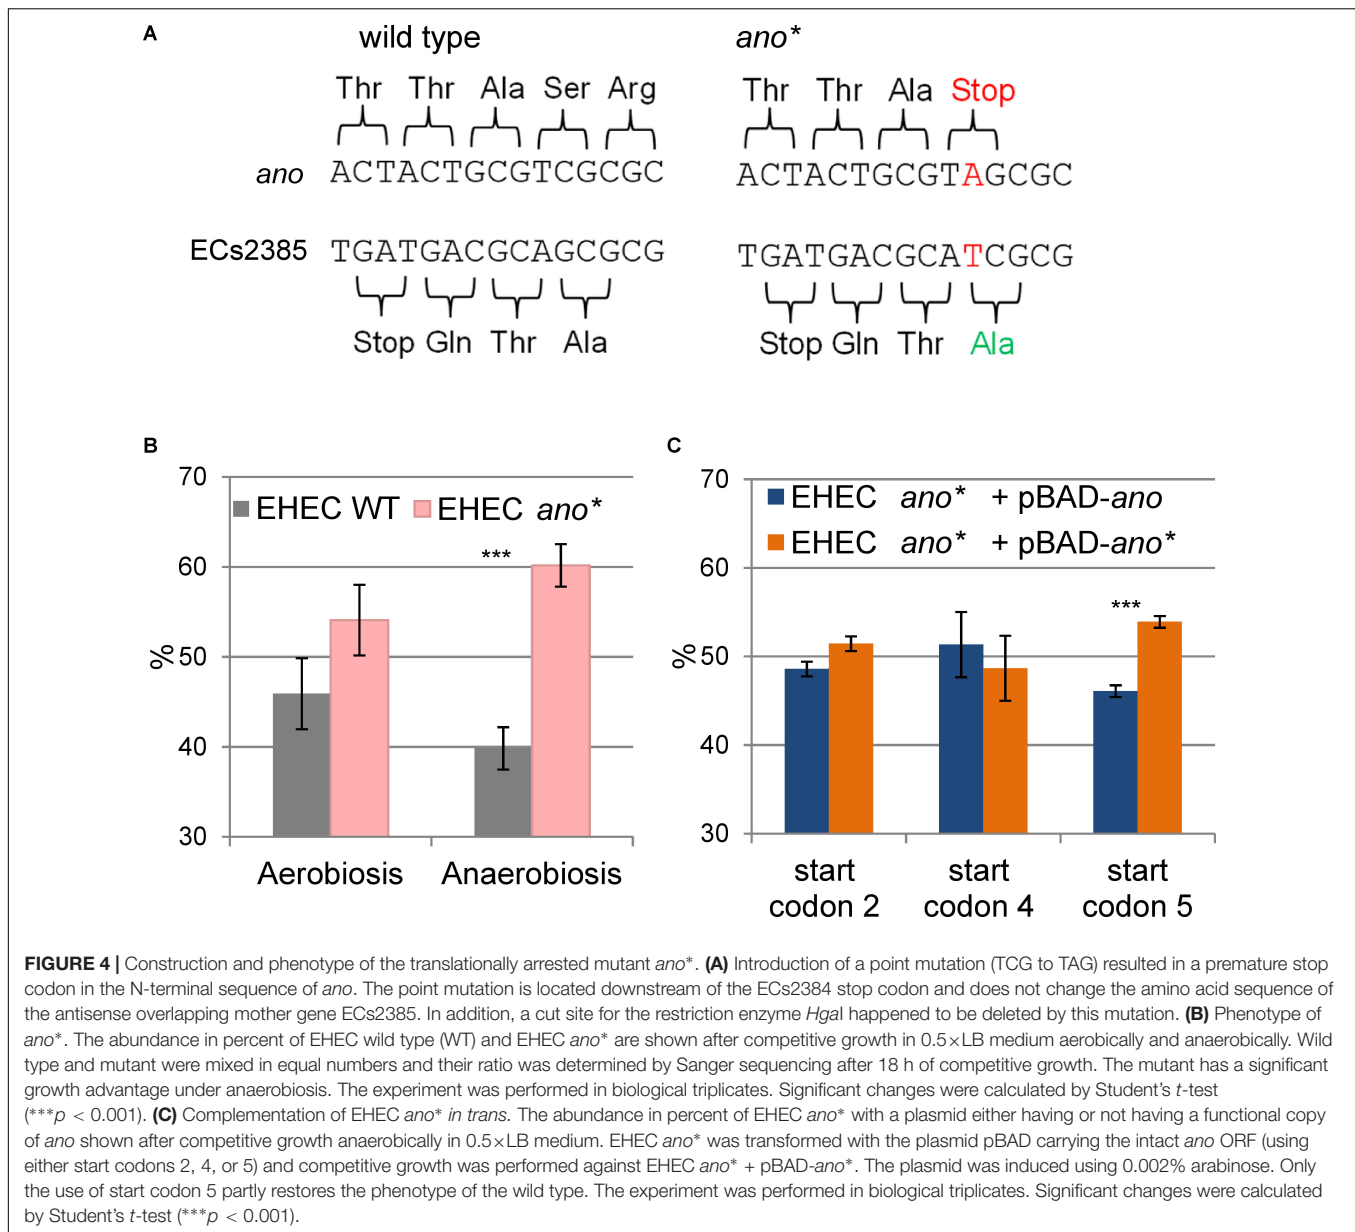 A
wild type
ano*
Thr Thr Ala Ser Arg
Thr Thr Ala Stop
ano ACTACTGCGTCGCGC
ACTACTGCGTAGCGC
ECs2385 TGATGACGCAGCGCG
TGATGACGCATCGCG
Stop Gln Thr Ala
Stop Gln Thr Ala
B
70
60
50
40
30
%
EHEC WT EHEC ano*
***
Aerobiosis Anaerobiosis
C
70
60
50
40
30
%
EHEC ano* + pBAD-ano
EHEC ano* + pBAD-ano*
***
start start start
codon 2 codon 4 codon 5
FIGURE 4 | Construction and phenotype of the translationally arrested mutant ano*. (A) Introduction of a point mutation (TCG to TAG) resulted in a premature stop
codon in the N-terminal sequence of ano. The point mutation is located downstream of the ECs2384 stop codon and does not change the amino acid sequence of
the antisense overlapping mother gene ECs2385. In addition, a cut site for the restriction enzyme HgaI happened to be deleted by this mutation. (B) Phenotype of
ano*. The abundance in percent of EHEC wild type (WT) and EHEC ano* are shown after competitive growth in 0.5×LB medium aerobically and anaerobically. Wild
type and mutant were mixed in equal numbers and their ratio was determined by Sanger sequencing after 18 h of competitive growth. The mutant has a significant
growth advantage under anaerobiosis. The experiment was performed in biological triplicates. Significant changes were calculated by Student's t-test
(***p < 0.001). (C) Complementation of EHEC ano* in trans. The abundance in percent of EHEC ano* with a plasmid either having or not having a functional copy
of ano shown after competitive growth anaerobically in 0.5×LB medium. EHEC ano* was transformed with the plasmid pBAD carrying the intact ano ORF (using
either start codons 2, 4, or 5) and competitive growth was performed against EHEC ano* + pBAD-ano*. The plasmid was induced using 0.002% arabinose. Only
the use of start codon 5 partly restores the phenotype of the wild type. The experiment was performed in biological triplicates. Significant changes were calculated
by Student's t-test (***p < 0.001).